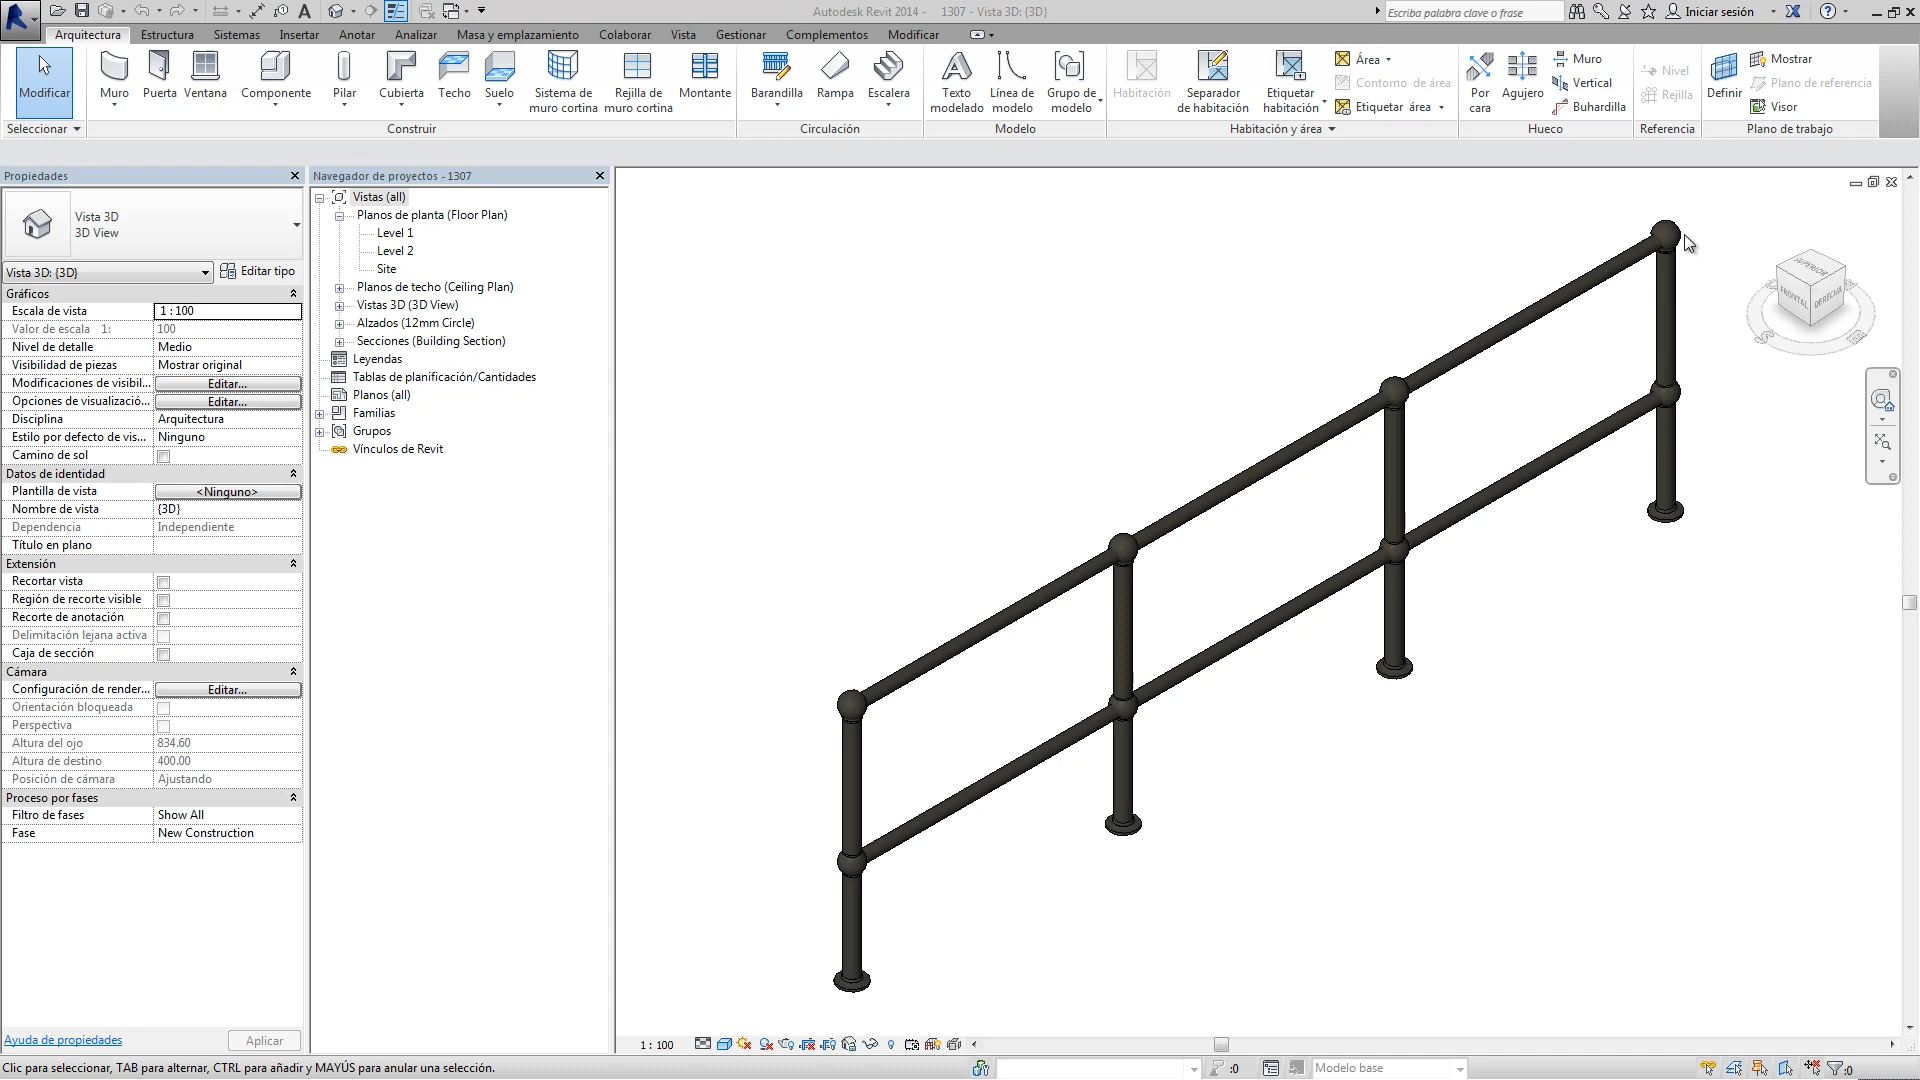 Autodesk Revit 2014 - 1307 - Vista 3D: {3D}
Escriba palabra clave o frase
Iniciar sesión
Arquitectura Estructura Sistemas Insertar Anotar Analizar Masa y emplazamiento Colaborar Vista Gestionar Complementos Modificar
Modificar
Muro
Puerta
Ventana
Componente
Pilar
Cubierta
Techo
Suelo
Sistema de muro cortina
Rejilla de muro cortina
Montante
Barandilla
Rampa
Escalera
Texto modelado
Línea de modelo
Grupo de modelo
Habitación
Separador de habitación
Etiquetar habitación
Área
Contorno de área
Etiquetar área
Por cara
Agujero
Muro
Vertical
Buhardilla
Nivel
Rejilla
Definir
Mostrar
Plano de referencia
Visor
Seleccionar
Construir
Circulación
Modelo
Habitación y área
Hueco
Referencia
Plano de trabajo
Propiedades
Vista 3D
3D View
Vista 3D: {3D}
Editar tipo
Gráficos
Escala de vista 1 : 100
Valor de escala 1: 100
Nivel de detalle Medio
Visibilidad de piezas Mostrar original
Modificaciones de visibil... Editar...
Opciones de visualizació... Editar...
Disciplina Arquitectura
Estilo por defecto de vis... Ninguno
Camino de sol
Datos de identidad
Plantilla de vista <Ninguno>
Nombre de vista {3D}
Dependencia Independiente
Título en plano
Extensión
Recortar vista
Región de recorte visible
Recorte de anotación
Delimitación lejana activa
Caja de sección
Cámara
Configuración de render... Editar...
Orientación bloqueada
Perspectiva
Altura del ojo 834.60
Altura de destino 400.00
Posición de cámara Ajustando
Proceso por fases
Filtro de fases Show All
Fase New Construction
Ayuda de propiedades
Aplicar
Navegador de proyectos - 1307
Vistas (all)
Planos de planta (Floor Plan)
Level 1
Level 2
Site
Planos de techo (Ceiling Plan)
Vistas 3D (3D View)
Alzados (12mm Circle)
Secciones (Building Section)
Leyendas
Tablas de planificación/Cantidades
Planos (all)
Familias
Grupos
Vínculos de Revit
SUPERIOR
FRONTAL
DERECHA
S
1 : 100
Clic para seleccionar, TAB para alternar, CTRL para añadir y MAYÚS para anular una selección.
:0
Modelo base
:0